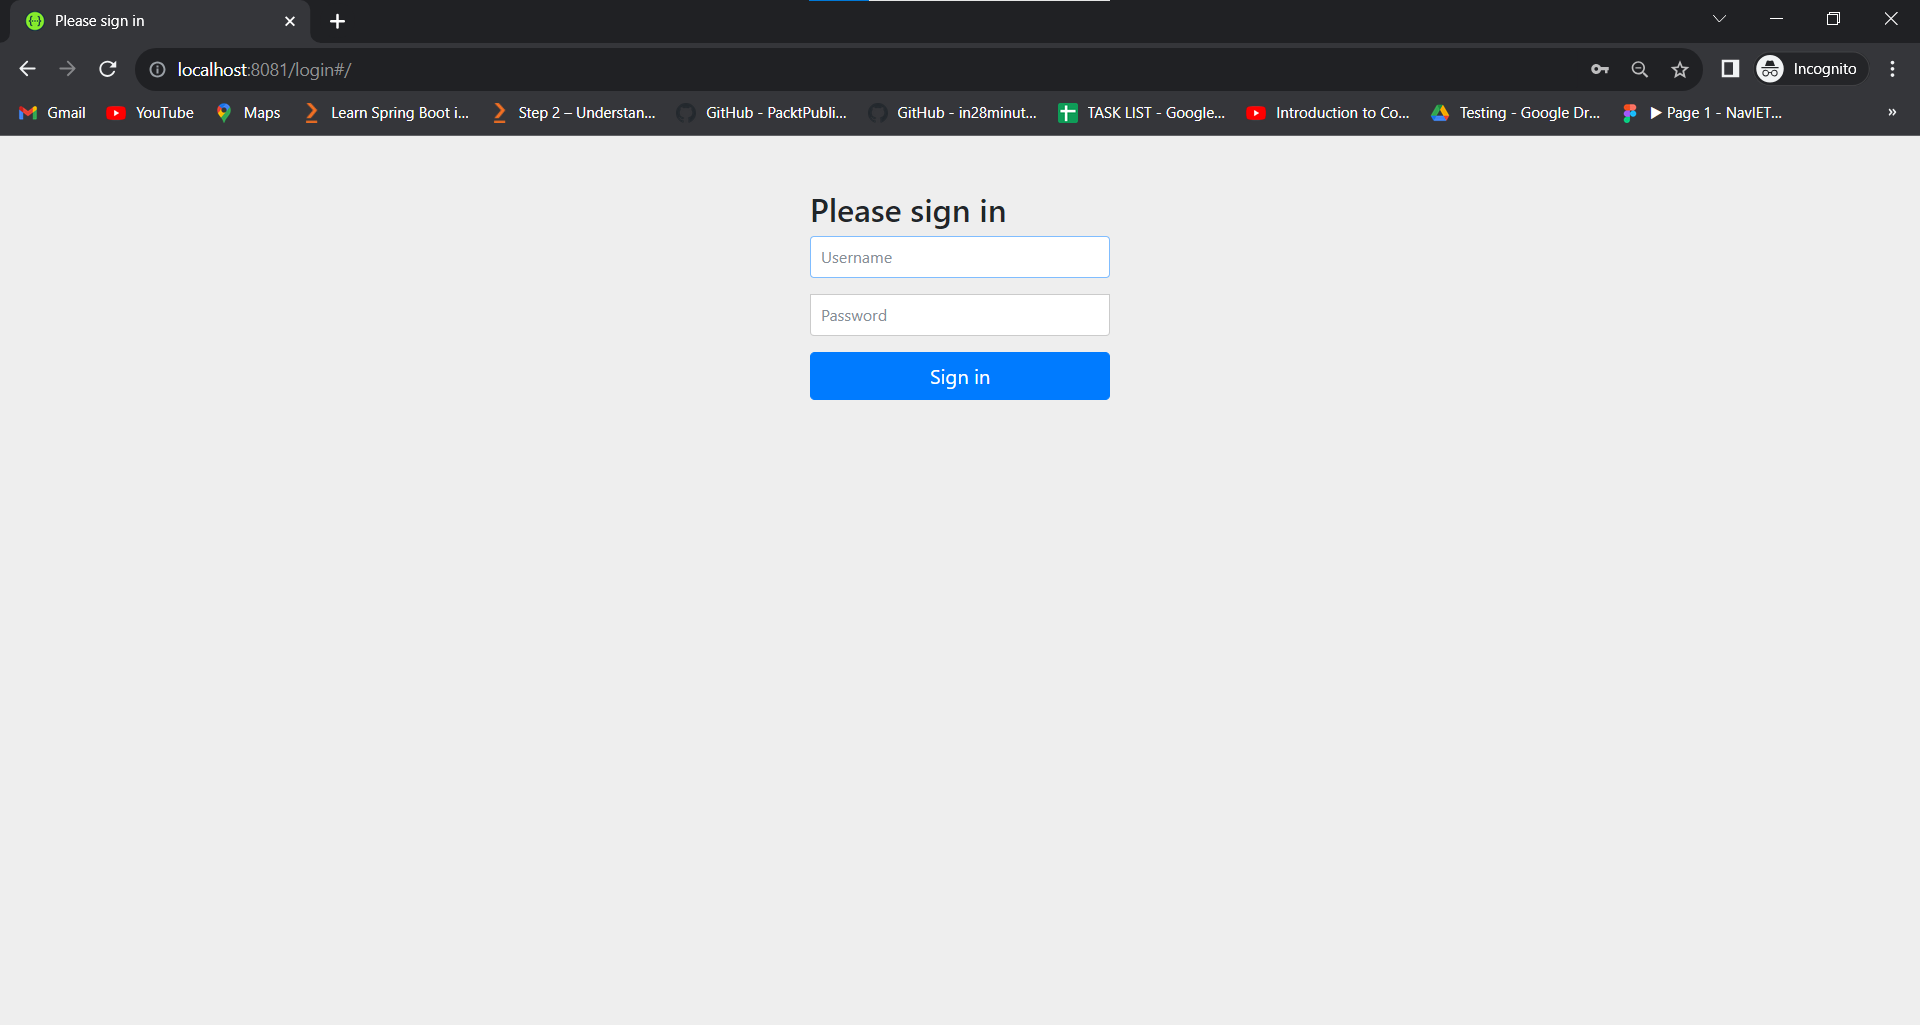 Please sign in
localhost:8081/login#/
Incognito
Gmail
YouTube
Maps
Learn Spring Boot i...
Step 2 – Understan...
GitHub - PacktPubli...
GitHub - in28minut...
TASK LIST - Google...
Introduction to Co...
Testing - Google Dr...
▶ Page 1 - NavIET...
»
Please sign in
Username
Password
Sign in